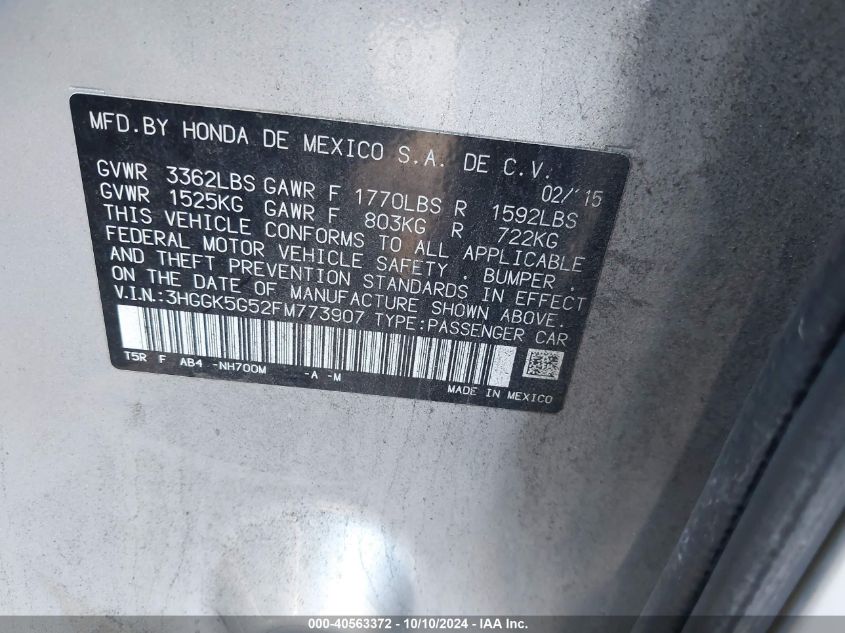 MFD.BY HONDA DE MEXICO S.A. DE C.V.
02/'15
GVWR 3362LBS GAWR F 1770LBS R 1592LBS
GVWR 1525KG GAWR F 803KG R 722KG
THIS VEHICLE CONFORMS TO ALL APPLICABLE
FEDERAL MOTOR VEHICLE SAFETY . BUMPER .
AND THEFT PREVENTION STANDARDS IN EFFECT
ON THE DATE OF MANUFACTURE SHOWN ABOVE.
V.I.N.:3HGGK5G52FM773907 TYPE:PASSENGER CAR
T5R F AB4 -NH700M -A -M
MADE IN MEXICO
000-40563372 - 10/10/2024 - IAA Inc.